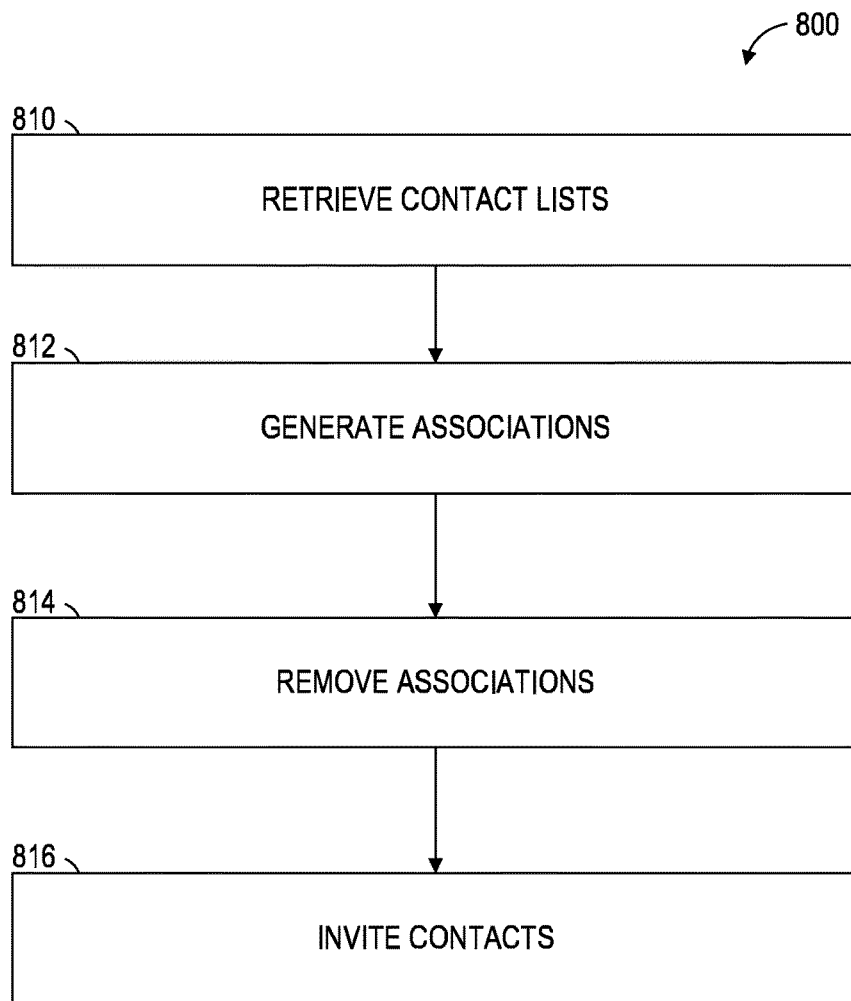 800
810
RETRIEVE CONTACT LISTS
812
GENERATE ASSOCIATIONS
814
REMOVE ASSOCIATIONS
816
INVITE CONTACTS